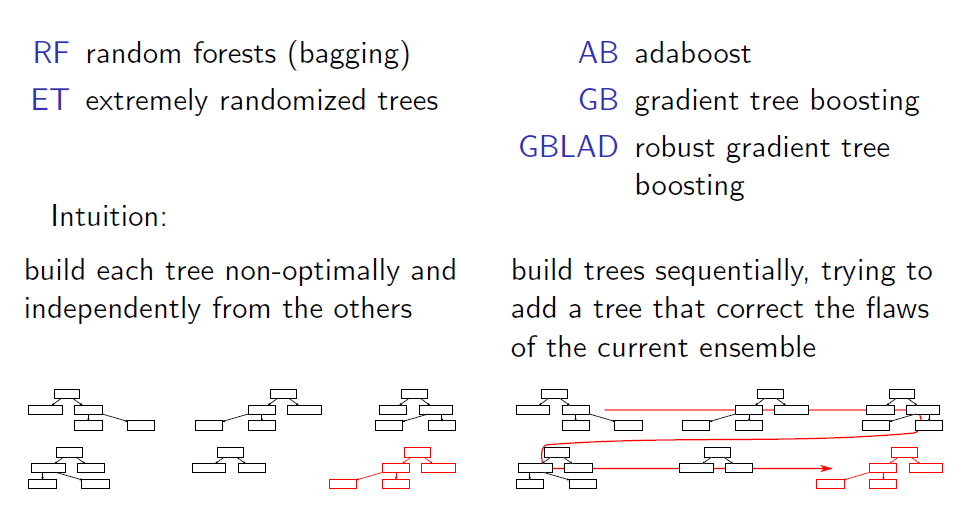 RF random forests (bagging)
ET extremely randomized trees
AB adaboost
GB gradient tree boosting
GBLAD robust gradient tree
boosting
Intuition:
build each tree non-optimally and
independently from the others
build trees sequentially, trying to
add a tree that correct the flaws
of the current ensemble